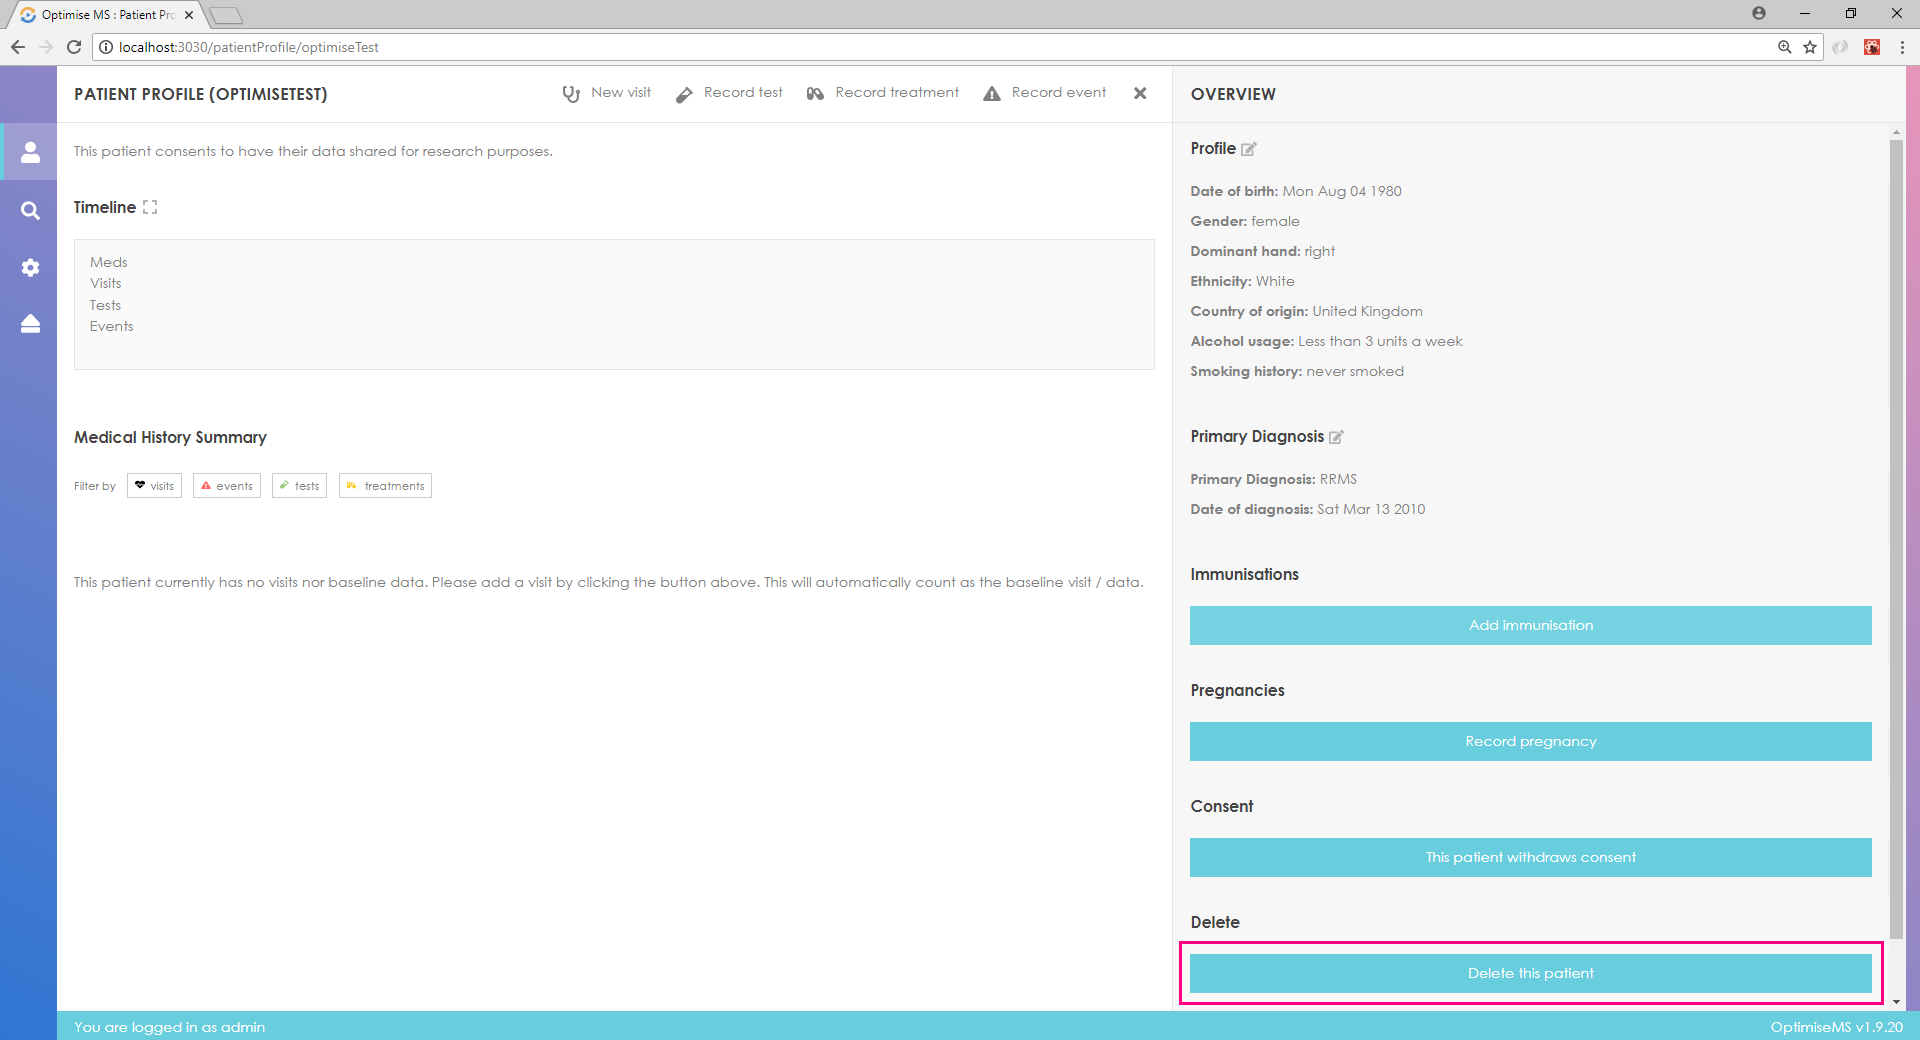 Optimise MS : Patient Pro
localhost:3030/patientProfile/optimiseTest
PATIENT PROFILE (OPTIMISETEST)
New visit
Record test
Record treatment
Record event
This patient consents to have their data shared for research purposes.
Timeline
Meds
Visits
Tests
Events
Medical History Summary
Filter by visits events tests treatments
This patient currently has no visits nor baseline data. Please add a visit by clicking the button above. This will automatically count as the baseline visit / data.
OVERVIEW
Profile
Date of birth: Mon Aug 04 1980
Gender: female
Dominant hand: right
Ethnicity: White
Country of origin: United Kingdom
Alcohol usage: Less than 3 units a week
Smoking history: never smoked
Primary Diagnosis
Primary Diagnosis: RRMS
Date of diagnosis: Sat Mar 13 2010
Immunisations
Add immunisation
Pregnancies
Record pregnancy
Consent
This patient withdraws consent
Delete
Delete this patient
You are logged in as admin
OptimiseMS v1.9.20